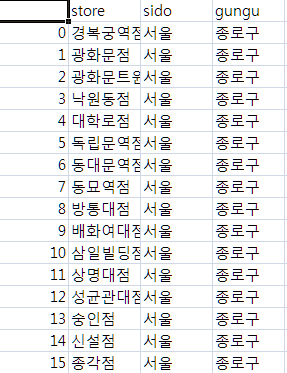 store sido gungu
0 경복궁역점 서울 종로구
1 광화문점 서울 종로구
2 광화문트윈 서울 종로구
3 낙원동점 서울 종로구
4 대학로점 서울 종로구
5 독립문역점 서울 종로구
6 동대문역점 서울 종로구
7 동묘역점 서울 종로구
8 방통대점 서울 종로구
9 배화여대점 서울 종로구
10 삼일빌딩점 서울 종로구
11 상명대점 서울 종로구
12 성균관대점 서울 종로구
13 숭인점 서울 종로구
14 신설점 서울 종로구
15 종각점 서울 종로구